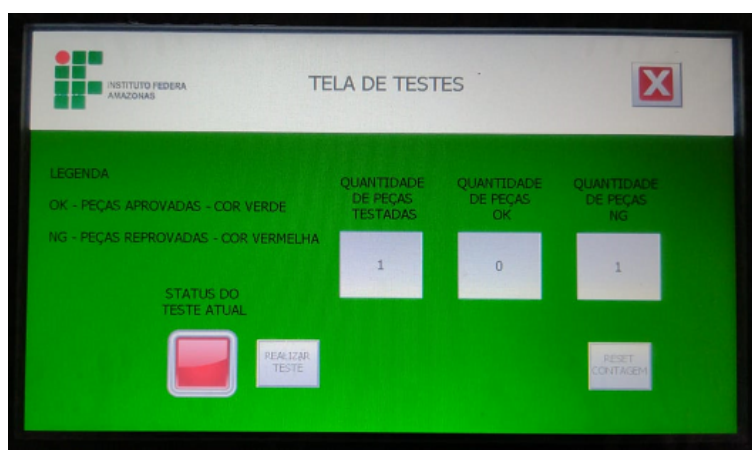 INSTITUTO FEDERA
AMAZONAS
TELA DE TESTES
X
LEGENDA
OK - PEÇAS APROVADAS - COR VERDE
NG - PEÇAS REPROVADAS - COR VERMELHA
QUANTIDADE
DE PEÇAS
TESTADAS
QUANTIDADE
DE PEÇAS
OK
QUANTIDADE
DE PEÇAS
NG
1
0
1
STATUS DO
TESTE ATUAL
REALIZAR
TESTE
RESET
CONTAGEM